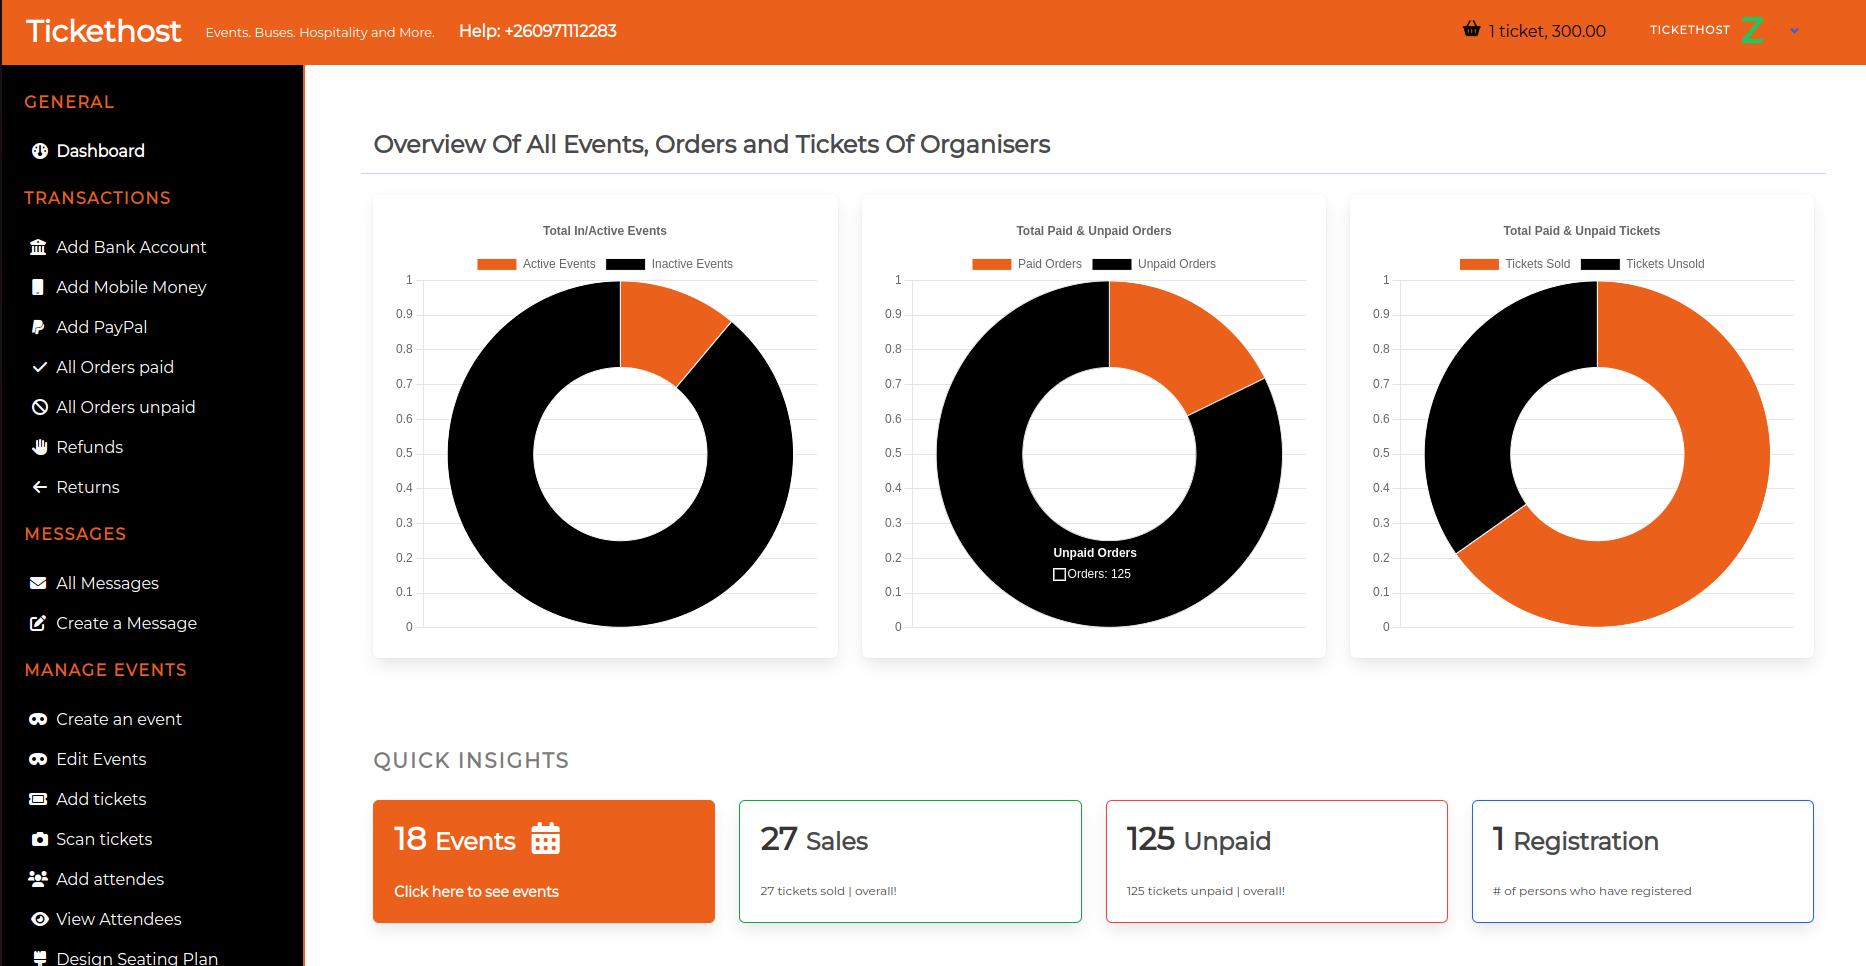 Tickethost
Events. Buses. Hospitality and More.
Help: +260971112283
1 ticket, 300.00
TICKETHOST
Z
GENERAL
Dashboard
TRANSACTIONS
Add Bank Account
Add Mobile Money
Add PayPal
All Orders paid
All Orders unpaid
Refunds
Returns
MESSAGES
All Messages
Create a Message
MANAGE EVENTS
Create an event
Edit Events
Add tickets
Scan tickets
Add attendes
View Attendees
Design Seating Plan
Overview Of All Events, Orders and Tickets Of Organisers
Total In/Active Events
Active Events
Inactive Events
1
0.9
0.8
0.7
0.6
0.5
0.4
0.3
0.2
0.1
0
Total Paid & Unpaid Orders
Paid Orders
Unpaid Orders
1
0.9
0.8
0.7
0.6
0.5
0.4
0.3
0.2
0.1
0
Unpaid Orders
Orders: 125
Total Paid & Unpaid Tickets
Tickets Sold
Tickets Unsold
1
0.9
0.8
0.7
0.6
0.5
0.4
0.3
0.2
0.1
0
QUICK INSIGHTS
18 Events
Click here to see events
27 Sales
27 tickets sold | overall!
125 Unpaid
125 tickets unpaid | overall!
1 Registration
# of persons who have registered